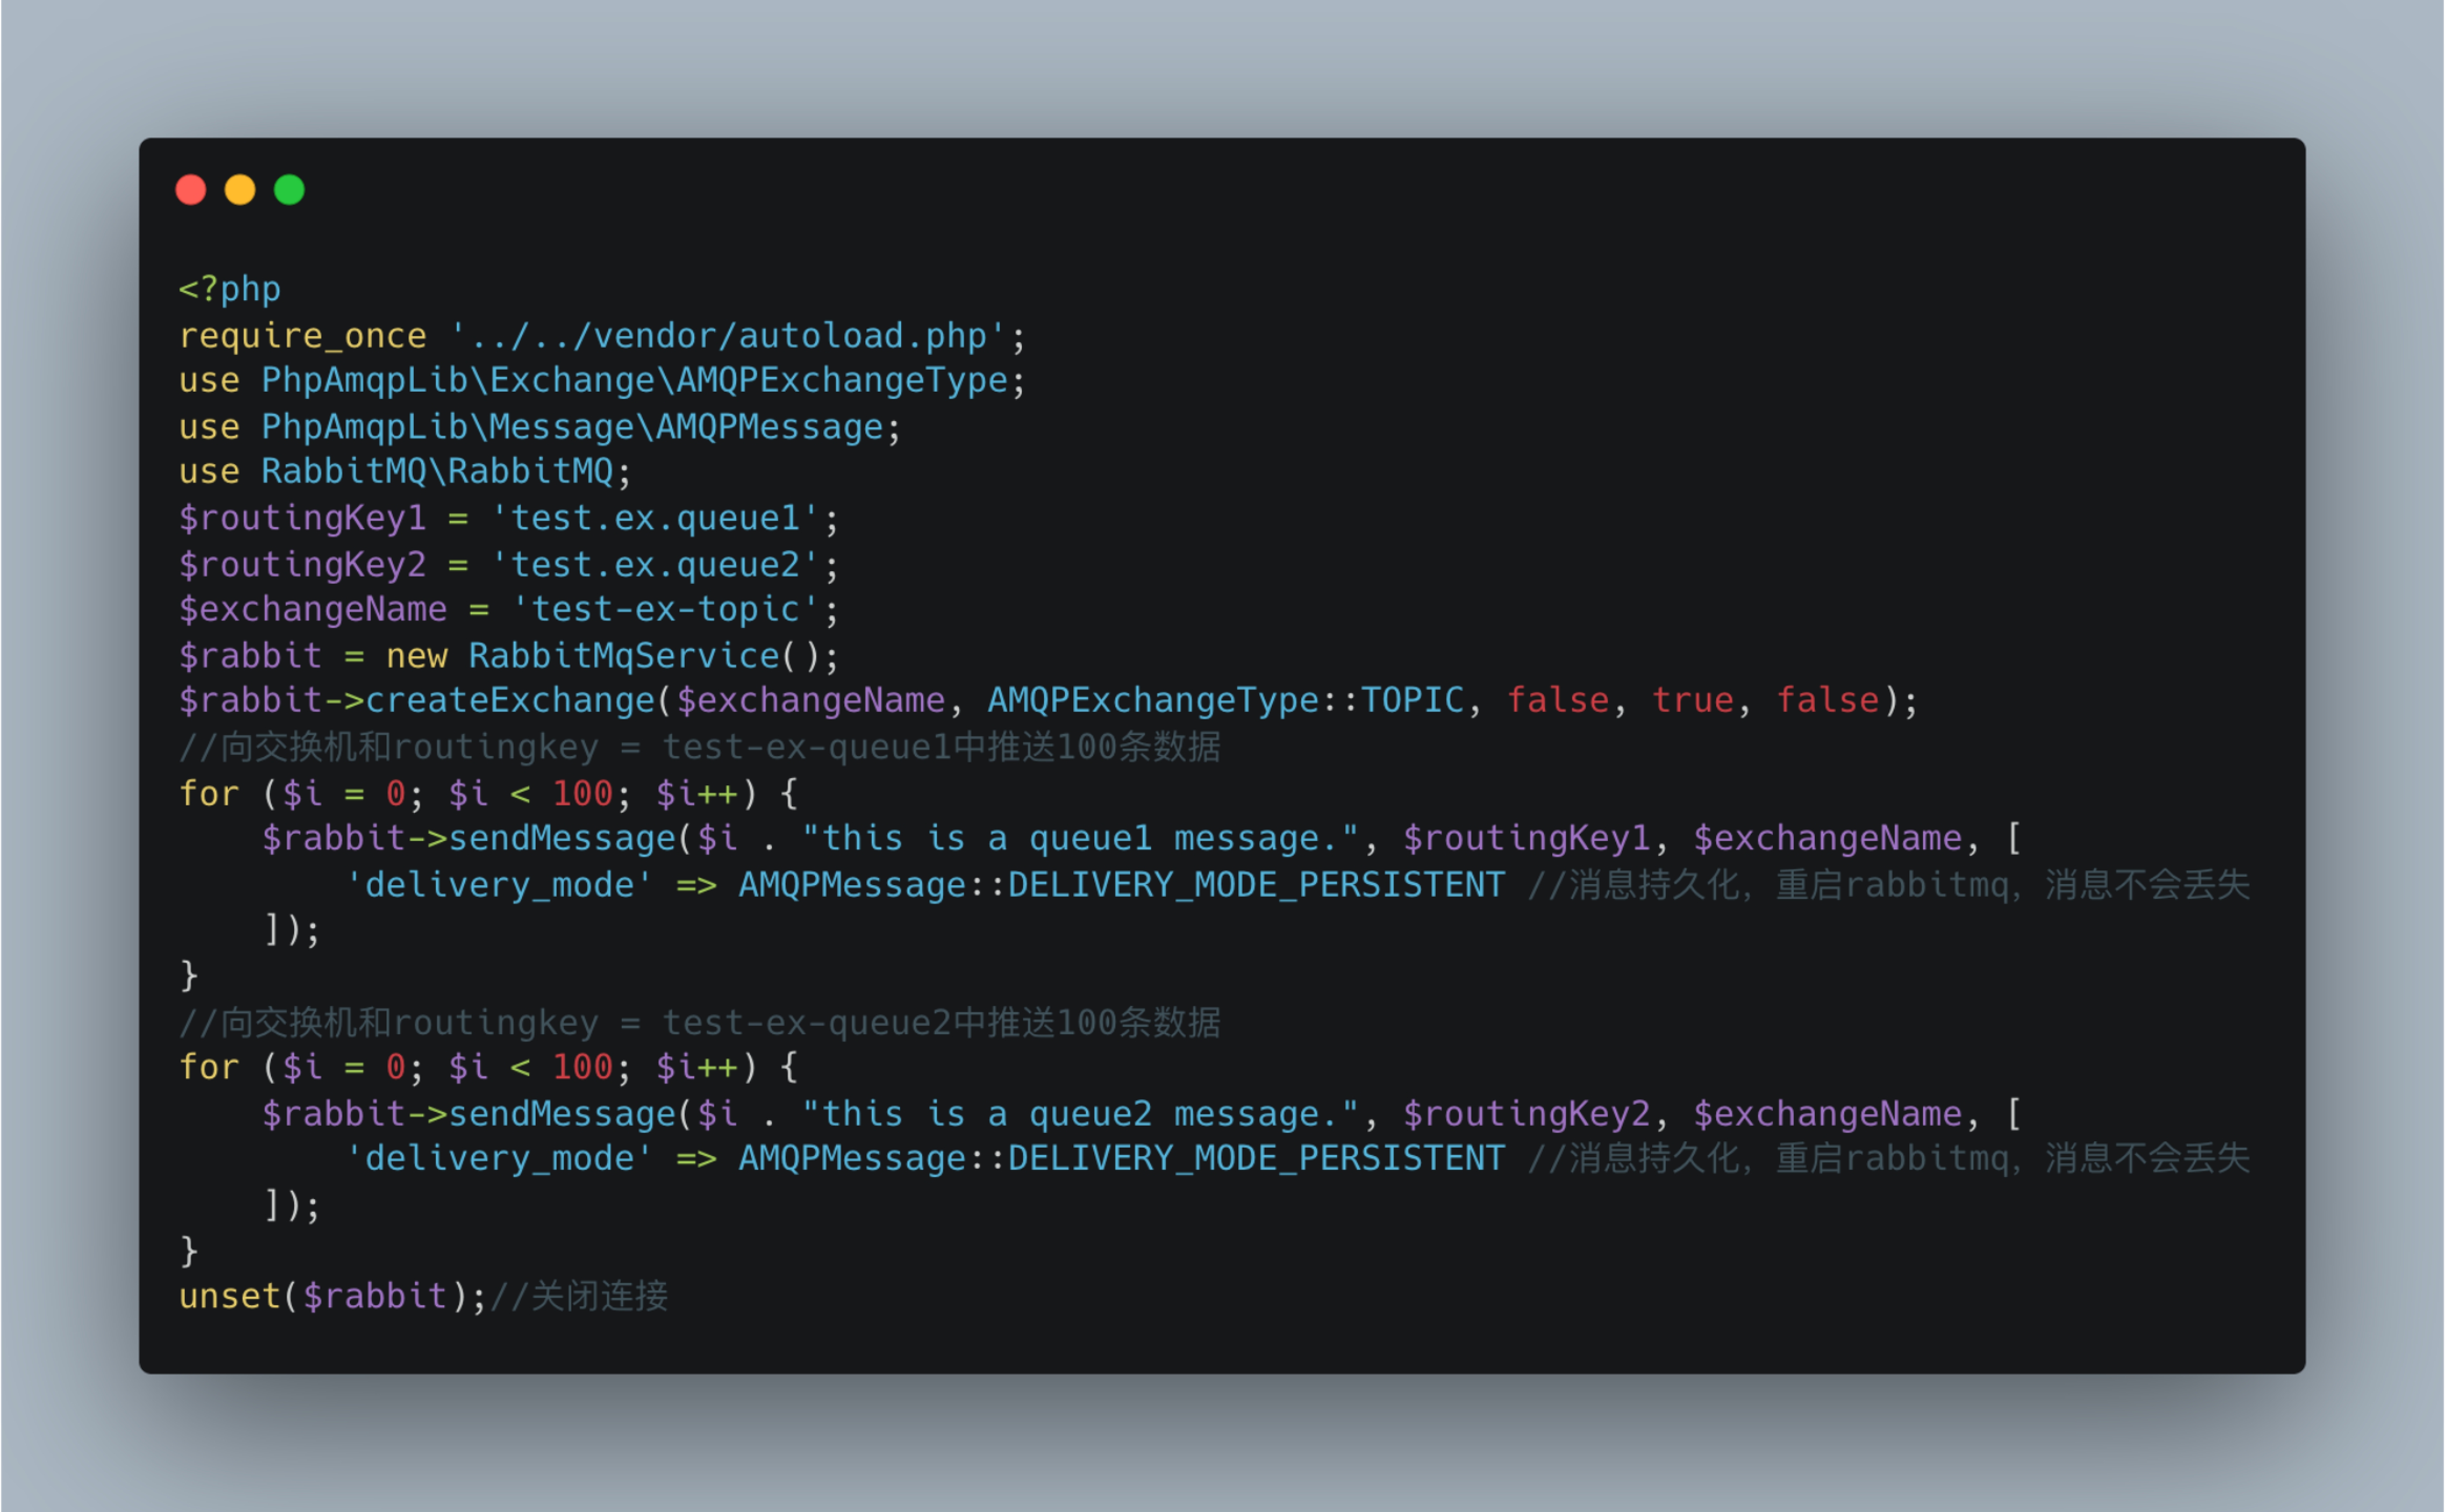 <?php
require_once '../../vendor/autoload.php';
use PhpAmqpLib\Exchange\AMQPExchangeType;
use PhpAmqpLib\Message\AMQPMessage;
use RabbitMQ\RabbitMQ;
$routingKey1 = 'test.ex.queue1';
$routingKey2 = 'test.ex.queue2';
$exchangeName = 'test-ex-topic';
$rabbit = new RabbitMqService();
$rabbit->createExchange($exchangeName, AMQPExchangeType::TOPIC, false, true, false);
//向交换机和routingkey = test-ex-queue1中推送100条数据
for ($i = 0; $i < 100; $i++) {
    $rabbit->sendMessage($i . "this is a queue1 message.", $routingKey1, $exchangeName, [
        'delivery_mode' => AMQPMessage::DELIVERY_MODE_PERSISTENT //消息持久化，重启rabbitmq，消息不会丢失
    ]);
}
//向交换机和routingkey = test-ex-queue2中推送100条数据
for ($i = 0; $i < 100; $i++) {
    $rabbit->sendMessage($i . "this is a queue2 message.", $routingKey2, $exchangeName, [
        'delivery_mode' => AMQPMessage::DELIVERY_MODE_PERSISTENT //消息持久化，重启rabbitmq，消息不会丢失
    ]);
}
unset($rabbit);//关闭连接